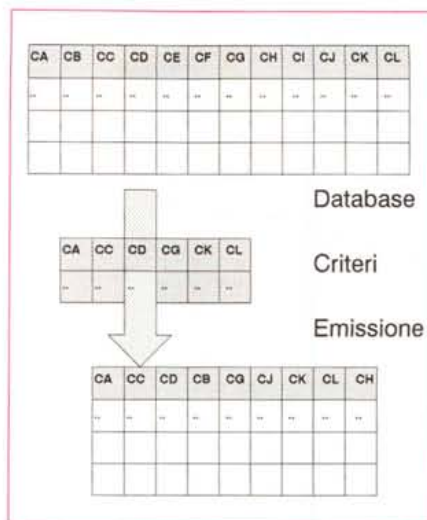 CA CB CC CD CE CF CG CH CI CJ CK CL
.. .. .. .. .. .. .. .. .. .. .. ..
Database
CA CC CD CG CK CL
.. .. .. .. .. ..
Criteri
Emissione
CA CC CD CB CG CJ CK CL CH
.. .. .. .. .. .. .. .. ..